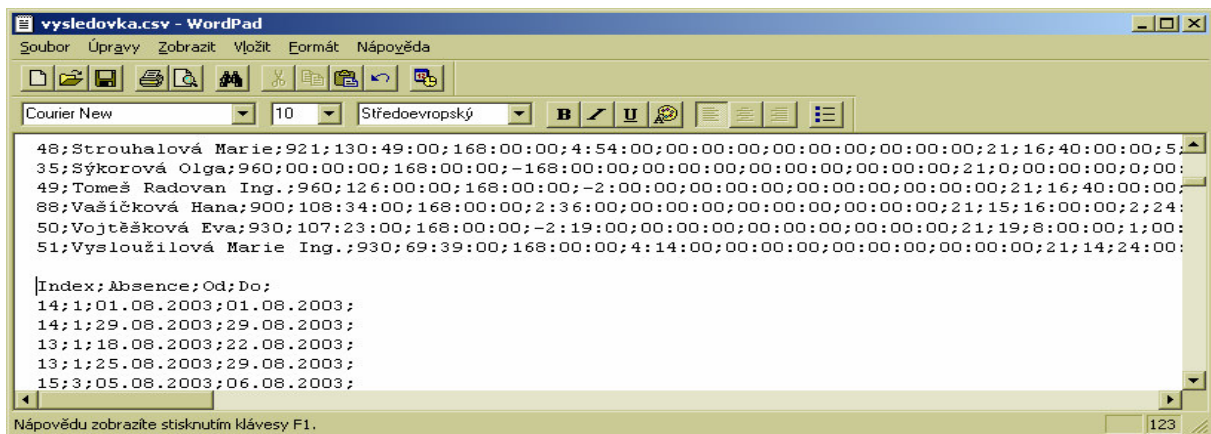 vysledovka.csv - WordPad
Soubor Úpravy Zobrazit Vložit Formát Nápověda
Courier New 10 Středoevropský B I U
48;Strouhalová Marie;921;130:49:00;168:00:00;4:54:00;00:00:00;00:00:00;00:00:00;21;16;40:00:00;5;
35;Sýkorová Olga;960;00:00:00;168:00:00;-168:00:00;00:00:00;00:00:00;00:00:00;21;0;00:00:00;0;00:
49;Tomeš Radovan Ing.;960;126:00:00;168:00:00;-2:00:00;00:00:00;00:00:00;00:00:00;21;16;40:00:00;
88;Vašíčková Hana;900;108:34:00;168:00:00;2:36:00;00:00:00;00:00:00;00:00:00;21;15;16:00:00;2;24:
50;Vojtěšková Eva;930;107:23:00;168:00:00;-2:19:00;00:00:00;00:00:00;00:00:00;21;19;8:00:00;1;00:
51;Vysloužilová Marie Ing.;930;69:39:00;168:00:00;4:14:00;00:00:00;00:00:00;00:00:00;21;14;24:00:
Index;Absence;Od;Do;
14;1;01.08.2003;01.08.2003;
14;1;29.08.2003;29.08.2003;
13;1;18.08.2003;22.08.2003;
13;1;25.08.2003;29.08.2003;
15;3;05.08.2003;06.08.2003;
Nápovědu zobrazíte stisknutím klávesy F1. 123